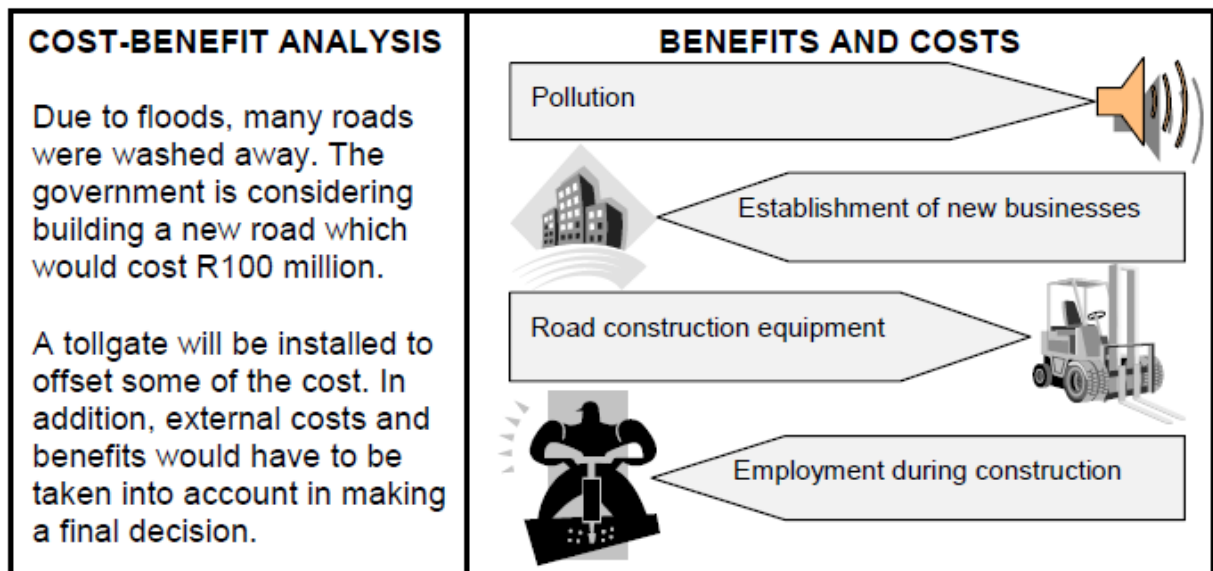 COST-BENEFIT ANALYSIS
Due to floods, many roads
were washed away. The
government is considering
building a new road which
would cost R100 million.
A tollgate will be installed to
offset some of the cost. In
addition, external costs and
benefits would have to be
taken into account in making
a final decision.
BENEFITS AND COSTS
Pollution
Establishment of new businesses
Road construction equipment
Employment during construction